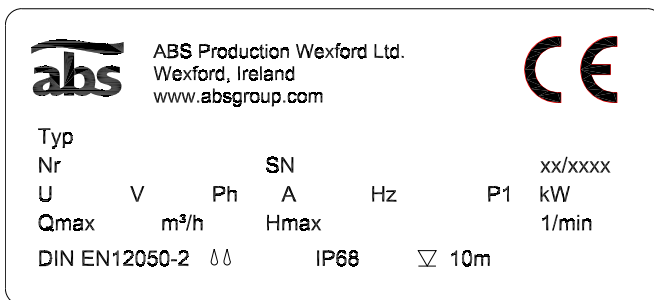 abs
ABS Production Wexford Ltd.
Wexford, Ireland
www.absgroup.com
CE
Typ
Nr SN xx/xxxx
U V Ph A Hz P1 kW
Qmax m³/h Hmax 1/min
DIN EN12050-2 IP68 10m